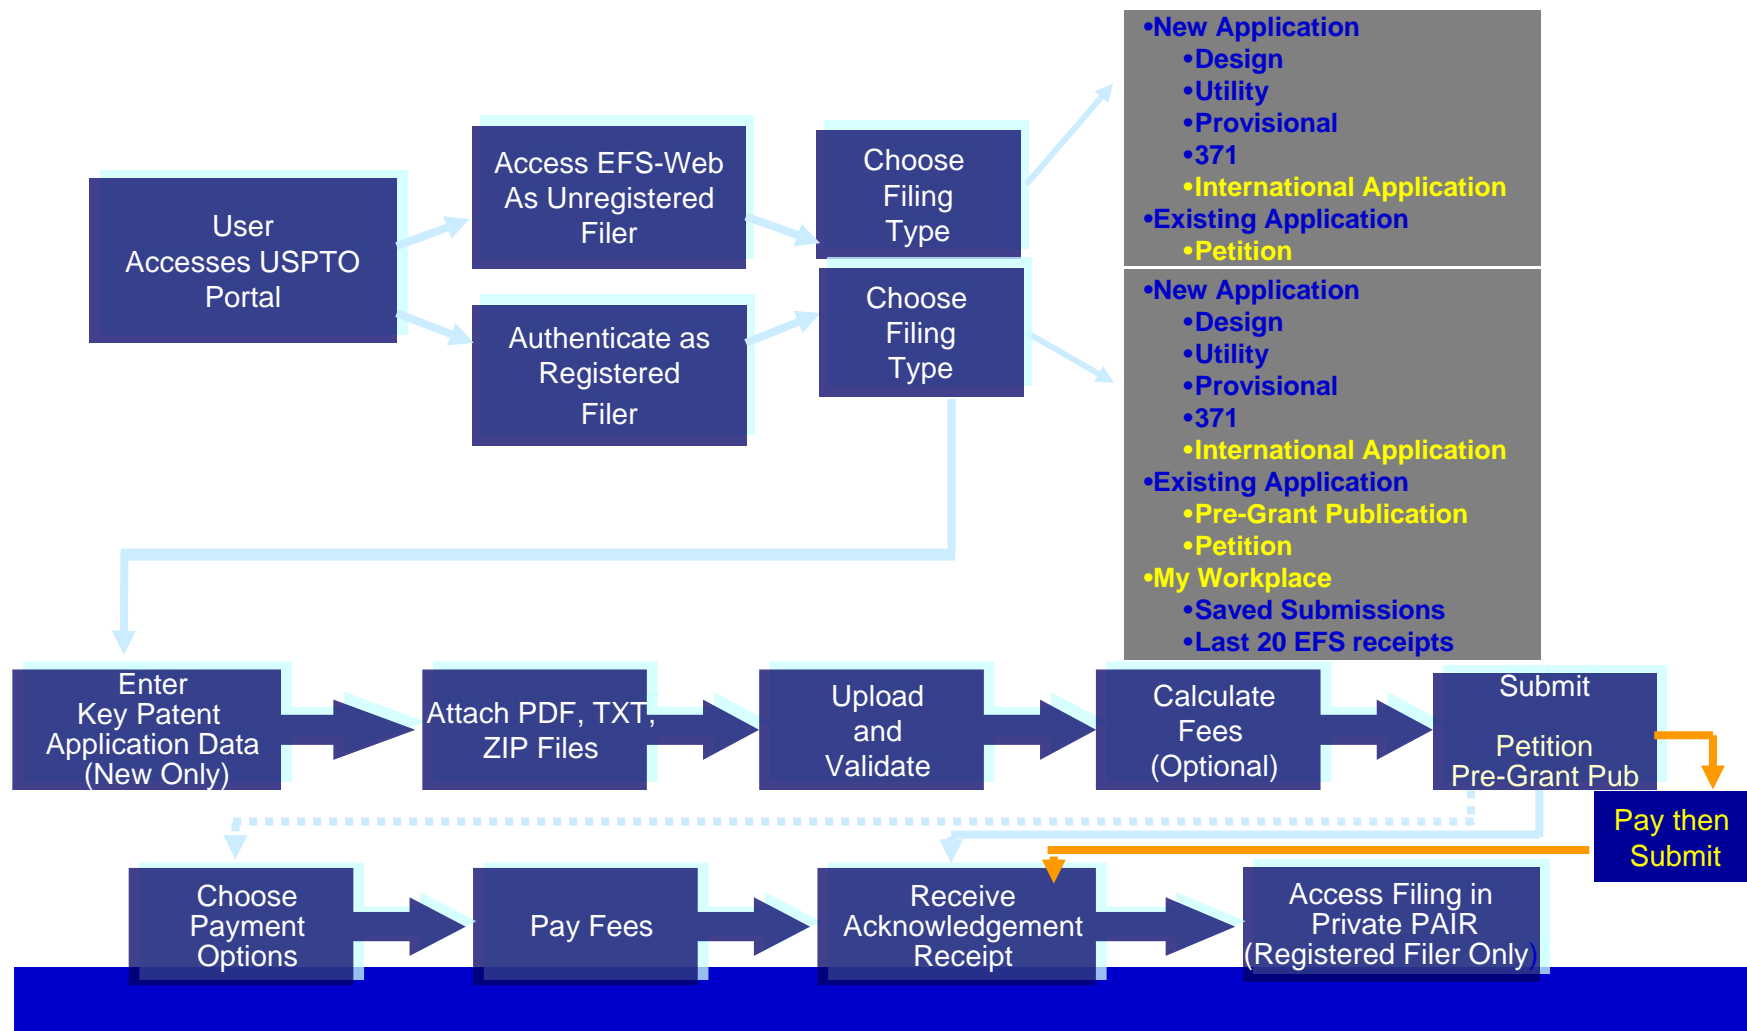 User
Accesses USPTO
Portal
Access EFS-Web
As Unregistered
Filer
Authenticate as
Registered
Filer
Choose
Filing
Type
Choose
Filing
Type
•New Application
•Design
•Utility
•Provisional
•371
•International Application
•Existing Application
•Petition
•New Application
•Design
•Utility
•Provisional
•371
•International Application
•Existing Application
•Pre-Grant Publication
•Petition
•My Workplace
•Saved Submissions
•Last 20 EFS receipts
Enter
Key Patent
Application Data
(New Only)
Attach PDF, TXT,
ZIP Files
Upload
and
Validate
Calculate
Fees
(Optional)
Submit
Petition
Pre-Grant Pub
Pay then
Submit
Choose
Payment
Options
Pay Fees
Receive
Acknowledgement
Receipt
Access Filing in
Private PAIR
(Registered Filer Only)